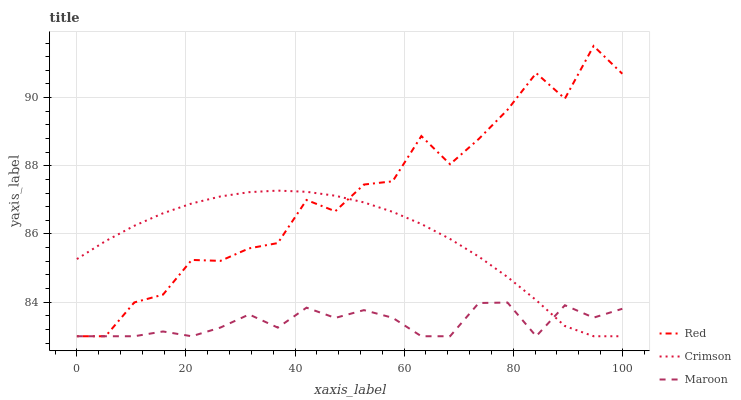 title
yaxis_label
90
88
86
84
0 20 40 60 80 100
xaxis_label
Red
Crimson
Maroon